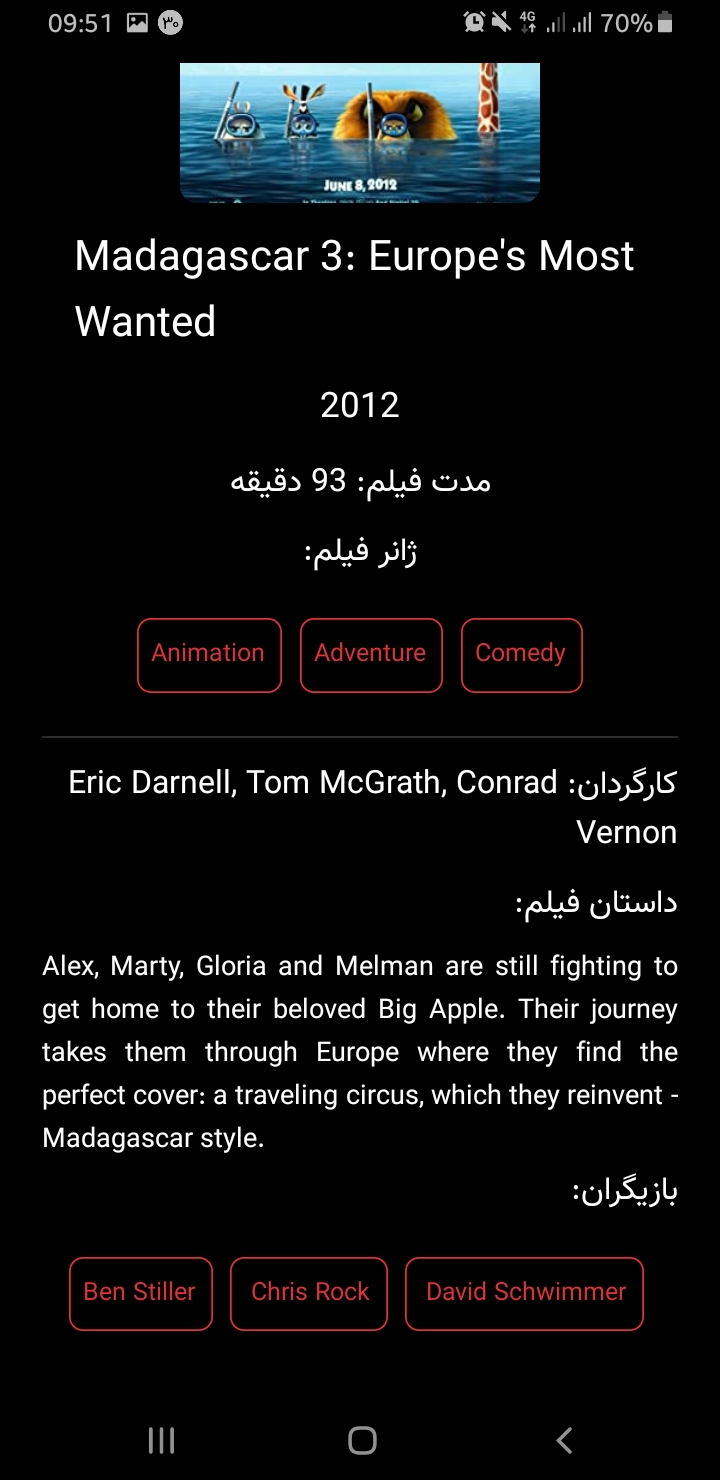 09:51 ۳۰ 4G 70%
JUNE 8, 2012
Madagascar 3: Europe's Most
Wanted
2012
مدت فیلم: 93 دقیقه
ژانر فیلم:
Animation Adventure Comedy
کارگردان: Eric Darnell, Tom McGrath, Conrad
Vernon
داستان فیلم:
Alex, Marty, Gloria and Melman are still fighting to
get home to their beloved Big Apple. Their journey
takes them through Europe where they find the
perfect cover: a traveling circus, which they reinvent -
Madagascar style.
بازیگران:
Ben Stiller Chris Rock David Schwimmer